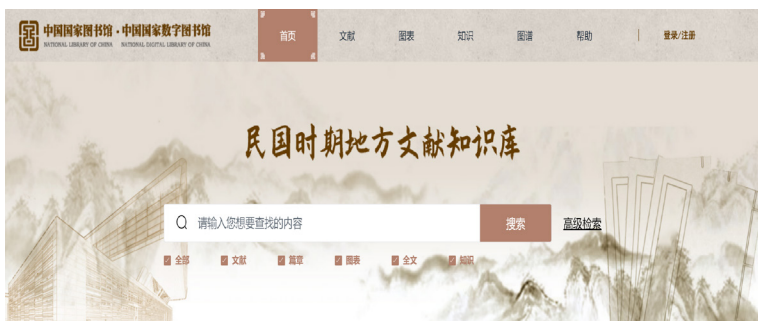 中国国家图书馆·中国国家数字图书馆
NATIONAL LIBRARY OF CHINA NATIONAL DIGITAL LIBRARY OF CHINA
首页 文献 图表 知识 图谱 帮助 登录/注册
民国时期地方文献知识库
请输入您想要查找的内容 搜索 高级检索
全部 文献 篇章 图表 全文 知识